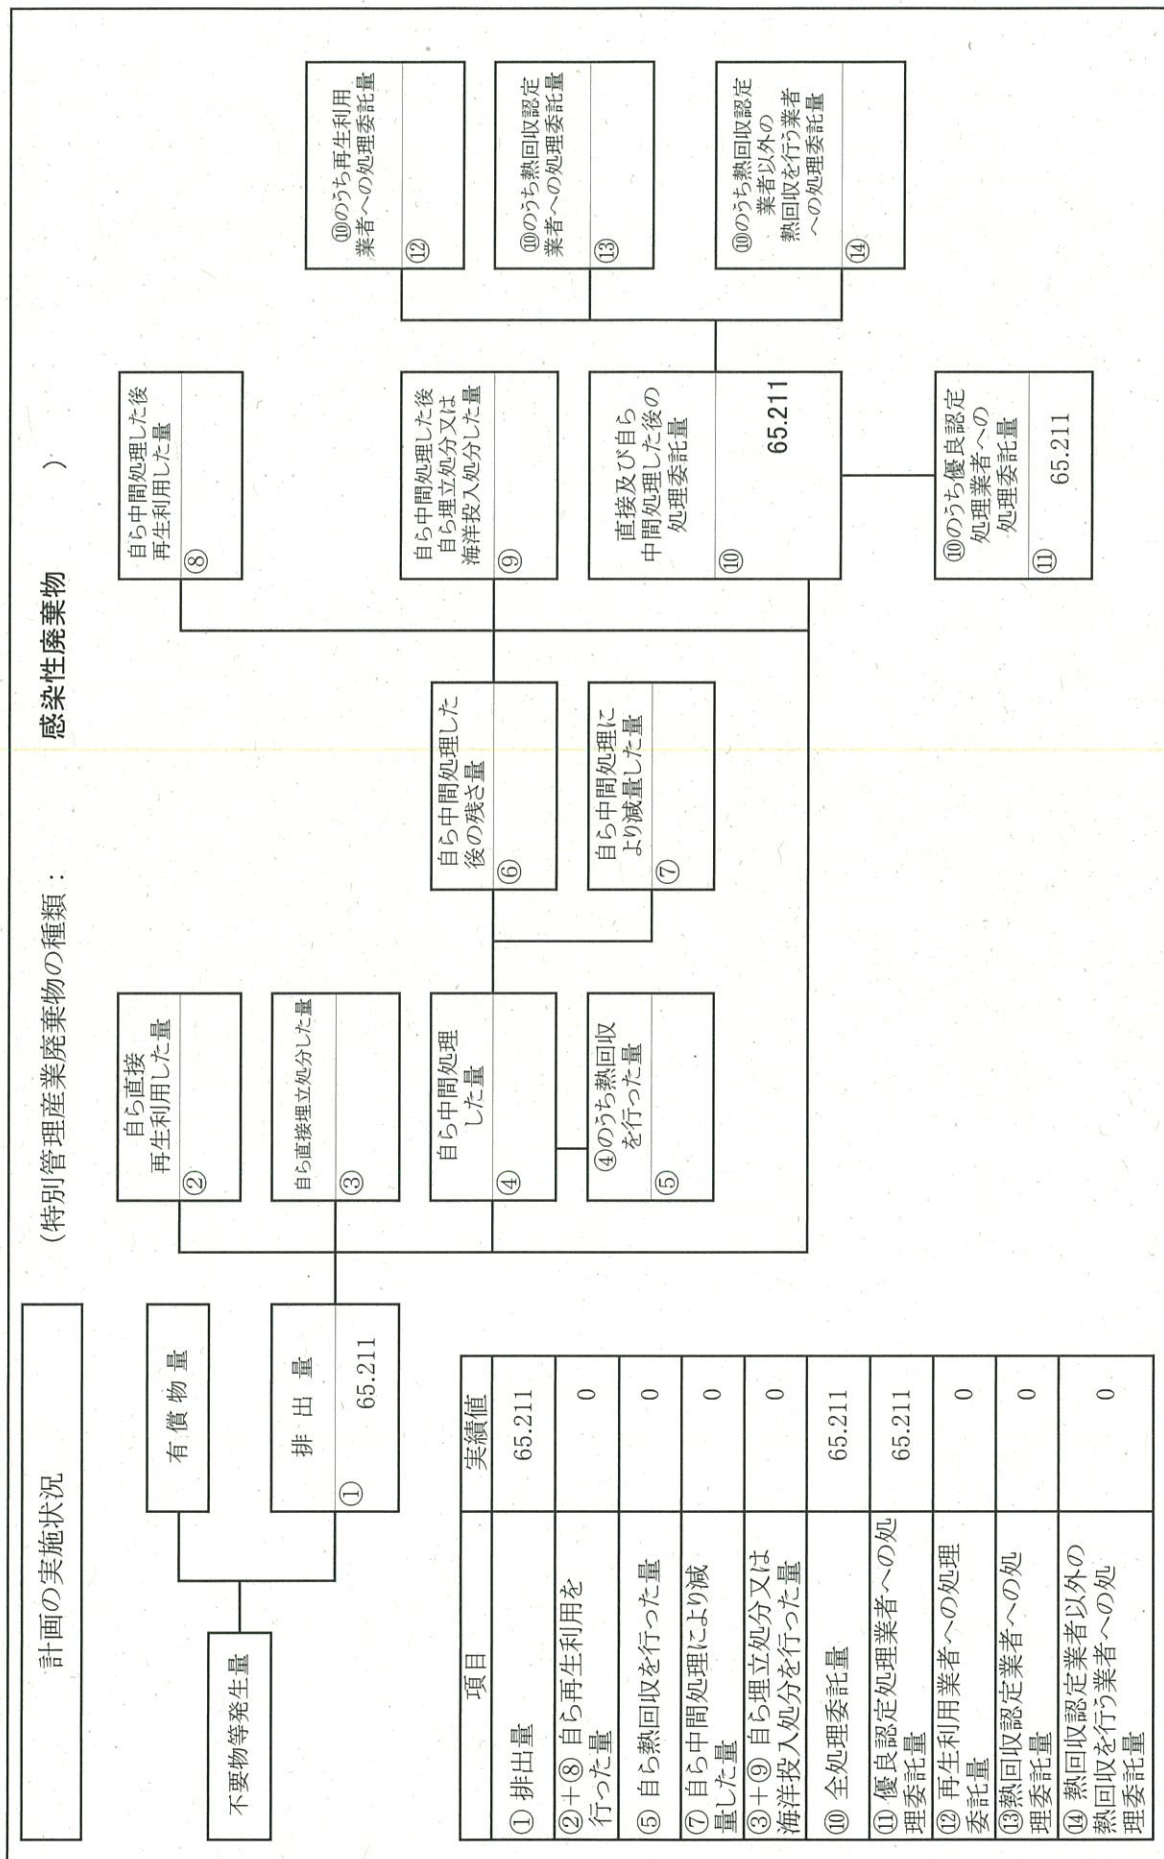 計画の実施状況
(特別管理産業廃棄物の種類：　感染性廃棄物　)
不要物等発生量
有 償 物 量
排 出 量
① 65.211
自ら直接
再生利用した量
②
自ら直接埋立処分した量
③
自ら中間処理
した量
④
④のうち熱回収
を行った量
⑤
自ら中間処理した
後の残さ量
⑥
自ら中間処理に
より減量した量
⑦
自ら中間処理した後
再生利用した量
⑧
自ら中間処理した後
自ら埋立処分又は
海洋投入処分した量
⑨
直接及び自ら
中間処理した後の
処理委託量
⑩ 65.211
⑩のうち優良認定
処理業者への
処理委託量
⑪ 65.211
⑩のうち再生利用
業者への処理委託量
⑫
⑩のうち熱回収認定
業者への処理委託量
⑬
⑩のうち熱回収認定
業者以外の
熱回収を行う業者
への処理委託量
⑭
項目 実績値
① 排出量 65.211
②+⑧ 自ら再生利用を
行った量 0
⑤ 自ら熱回収を行った量 0
⑦ 自ら中間処理により減
量した量 0
③+⑨ 自ら埋立処分又は
海洋投入処分を行った量 0
⑩ 全処理委託量 65.211
⑪ 優良認定処理業者への処
理委託量 65.211
⑫ 再生利用業者への処理
委託量 0
⑬熱回収認定業者への処
理委託量 0
⑭ 熱回収認定業者以外の
熱回収を行う業者への処
理委託量 0